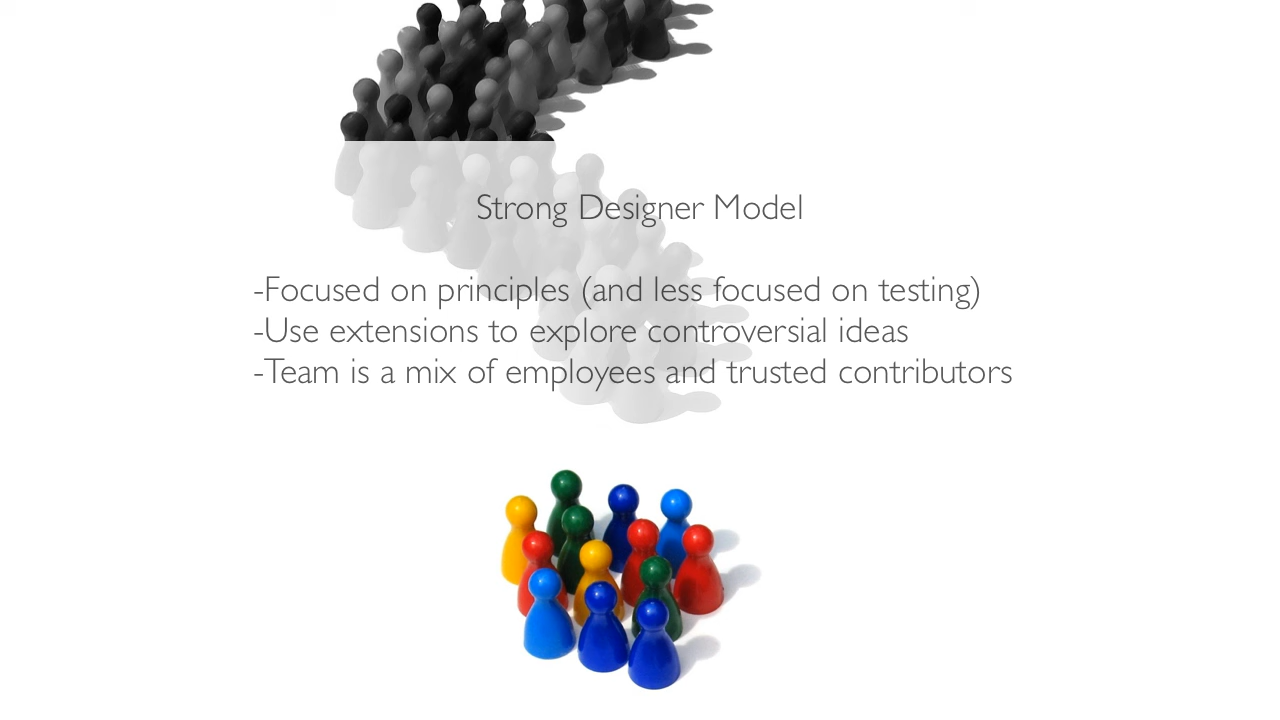 Strong Designer Model
-Focused on principles (and less focused on testing)
-Use extensions to explore controversial ideas
-Team is a mix of employees and trusted contributors